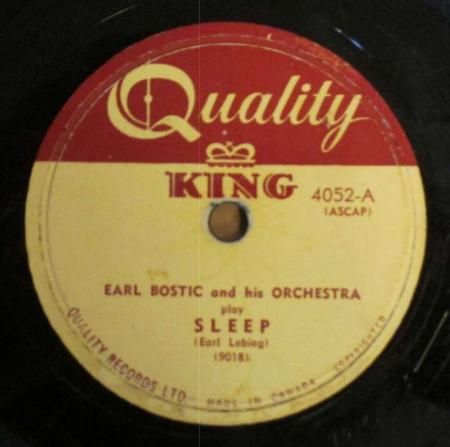 Quality
KING
4052-A
(ASCAP)
EARL BOSTIC and his ORCHESTRA
play
SLEEP
(Earl Lebieg)
(9018)
QUALITY RECORDS LTD MADE IN CANADA COPYRIGHTED